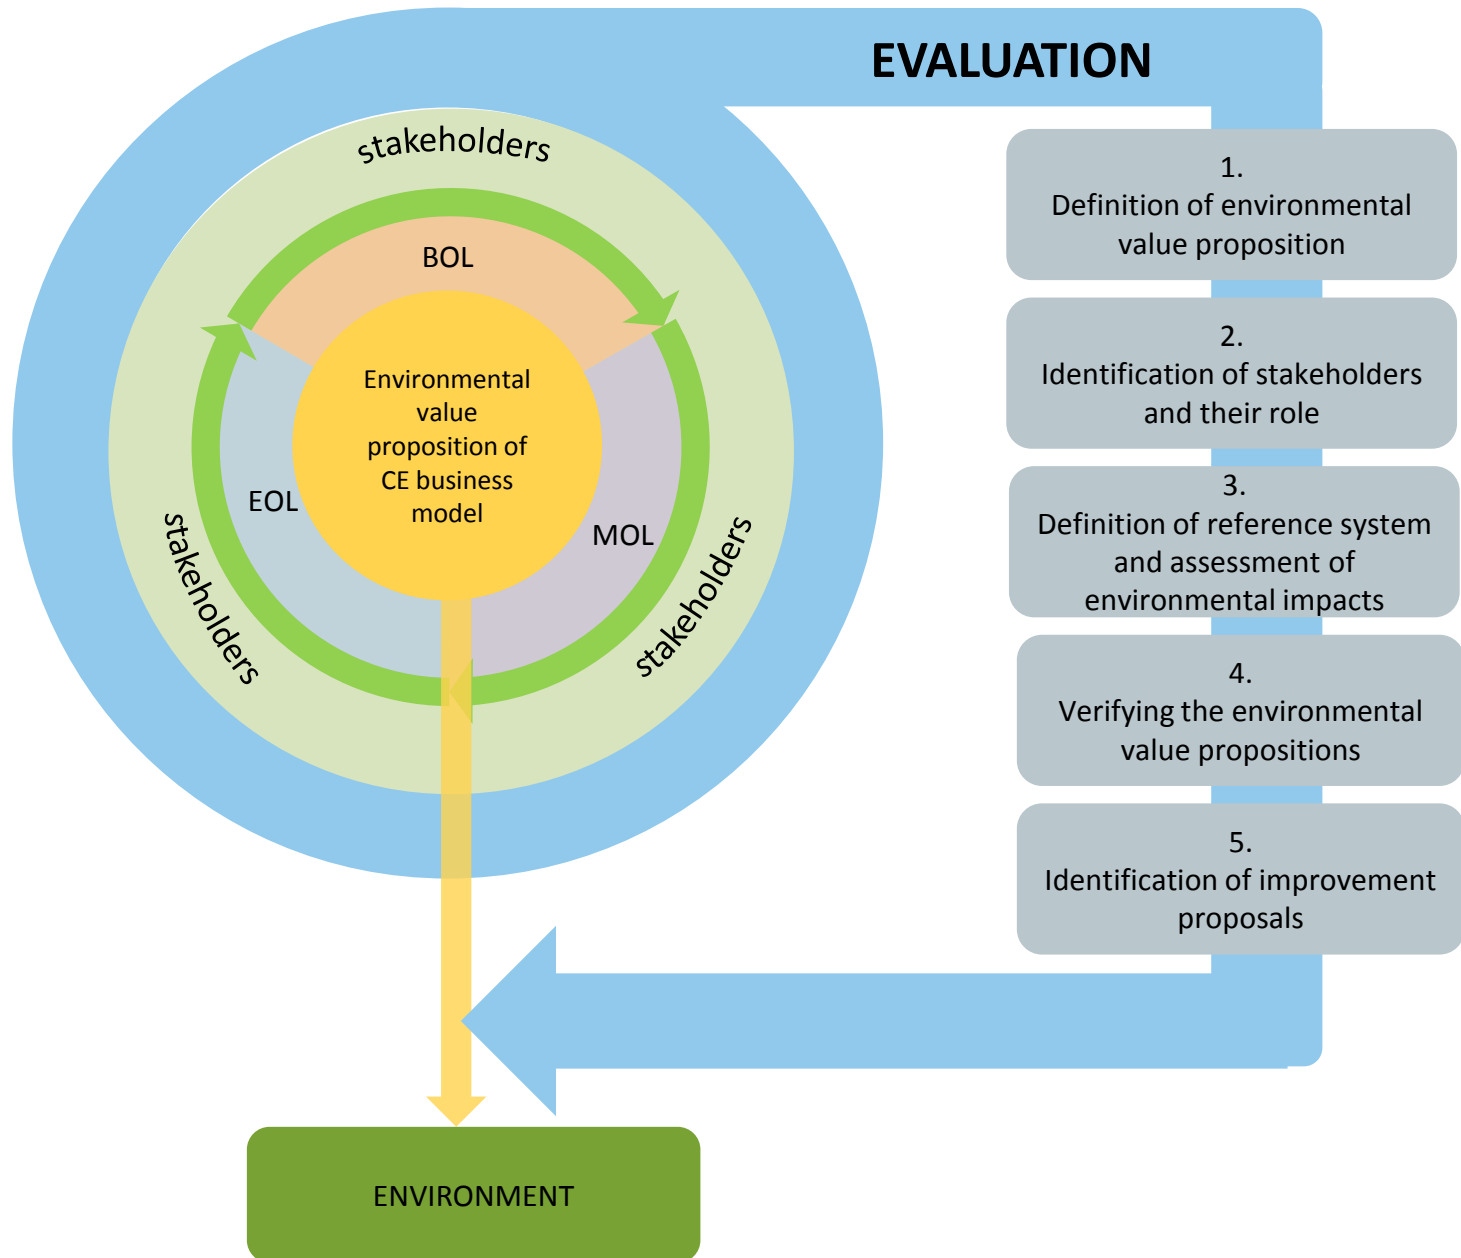 EVALUATION
stakeholders
BOL
Environmental
value
proposition of
CE business
model
EOL
MOL
stakeholders
stakeholders
1.
Definition of environmental
value proposition
2.
Identification of stakeholders
and their role
3.
Definition of reference system
and assessment of
environmental impacts
4.
Verifying the environmental
value propositions
5.
Identification of improvement
proposals
ENVIRONMENT